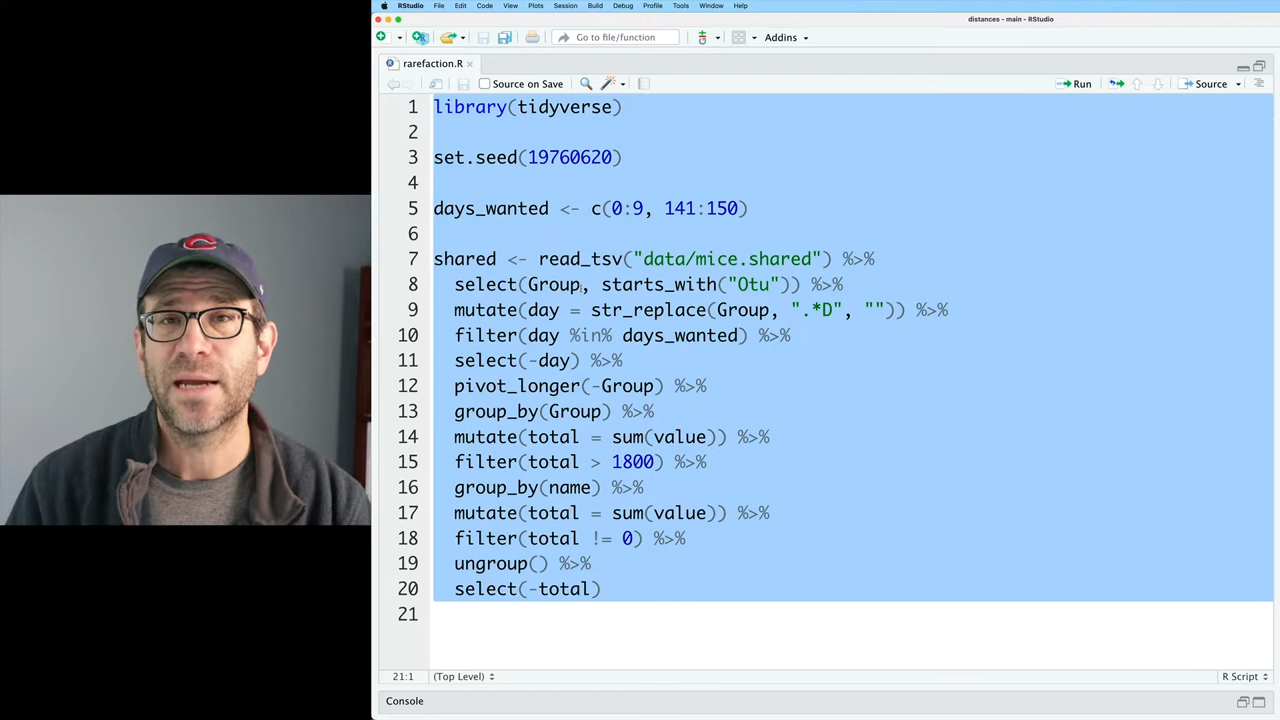 RStudio File Edit Code View Plots Session Build Debug Profile Tools Window Help
distances - main - RStudio
Go to file/function Addins
rarefaction.R
Source on Save Run Source
1 library(tidyverse)
2
3 set.seed(19760620)
4
5 days_wanted <- c(0:9, 141:150)
6
7 shared <- read_tsv("data/mice.shared") %>%
8 select(Group, starts_with("Otu")) %>%
9 mutate(day = str_replace(Group, ".*D", "")) %>%
10 filter(day %in% days_wanted) %>%
11 select(-day) %>%
12 pivot_longer(-Group) %>%
13 group_by(Group) %>%
14 mutate(total = sum(value)) %>%
15 filter(total > 1800) %>%
16 group_by(name) %>%
17 mutate(total = sum(value)) %>%
18 filter(total != 0) %>%
19 ungroup() %>%
20 select(-total)
21
21:1 (Top Level) R Script
Console
C